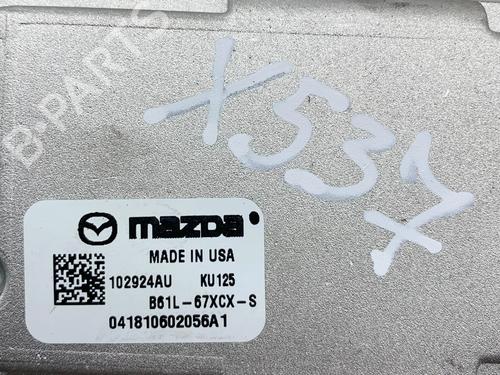 B-PARTS
X537
X
mazda
MADE IN USA
102924AU KU125
B61L-67XCX-S
041810602056A1